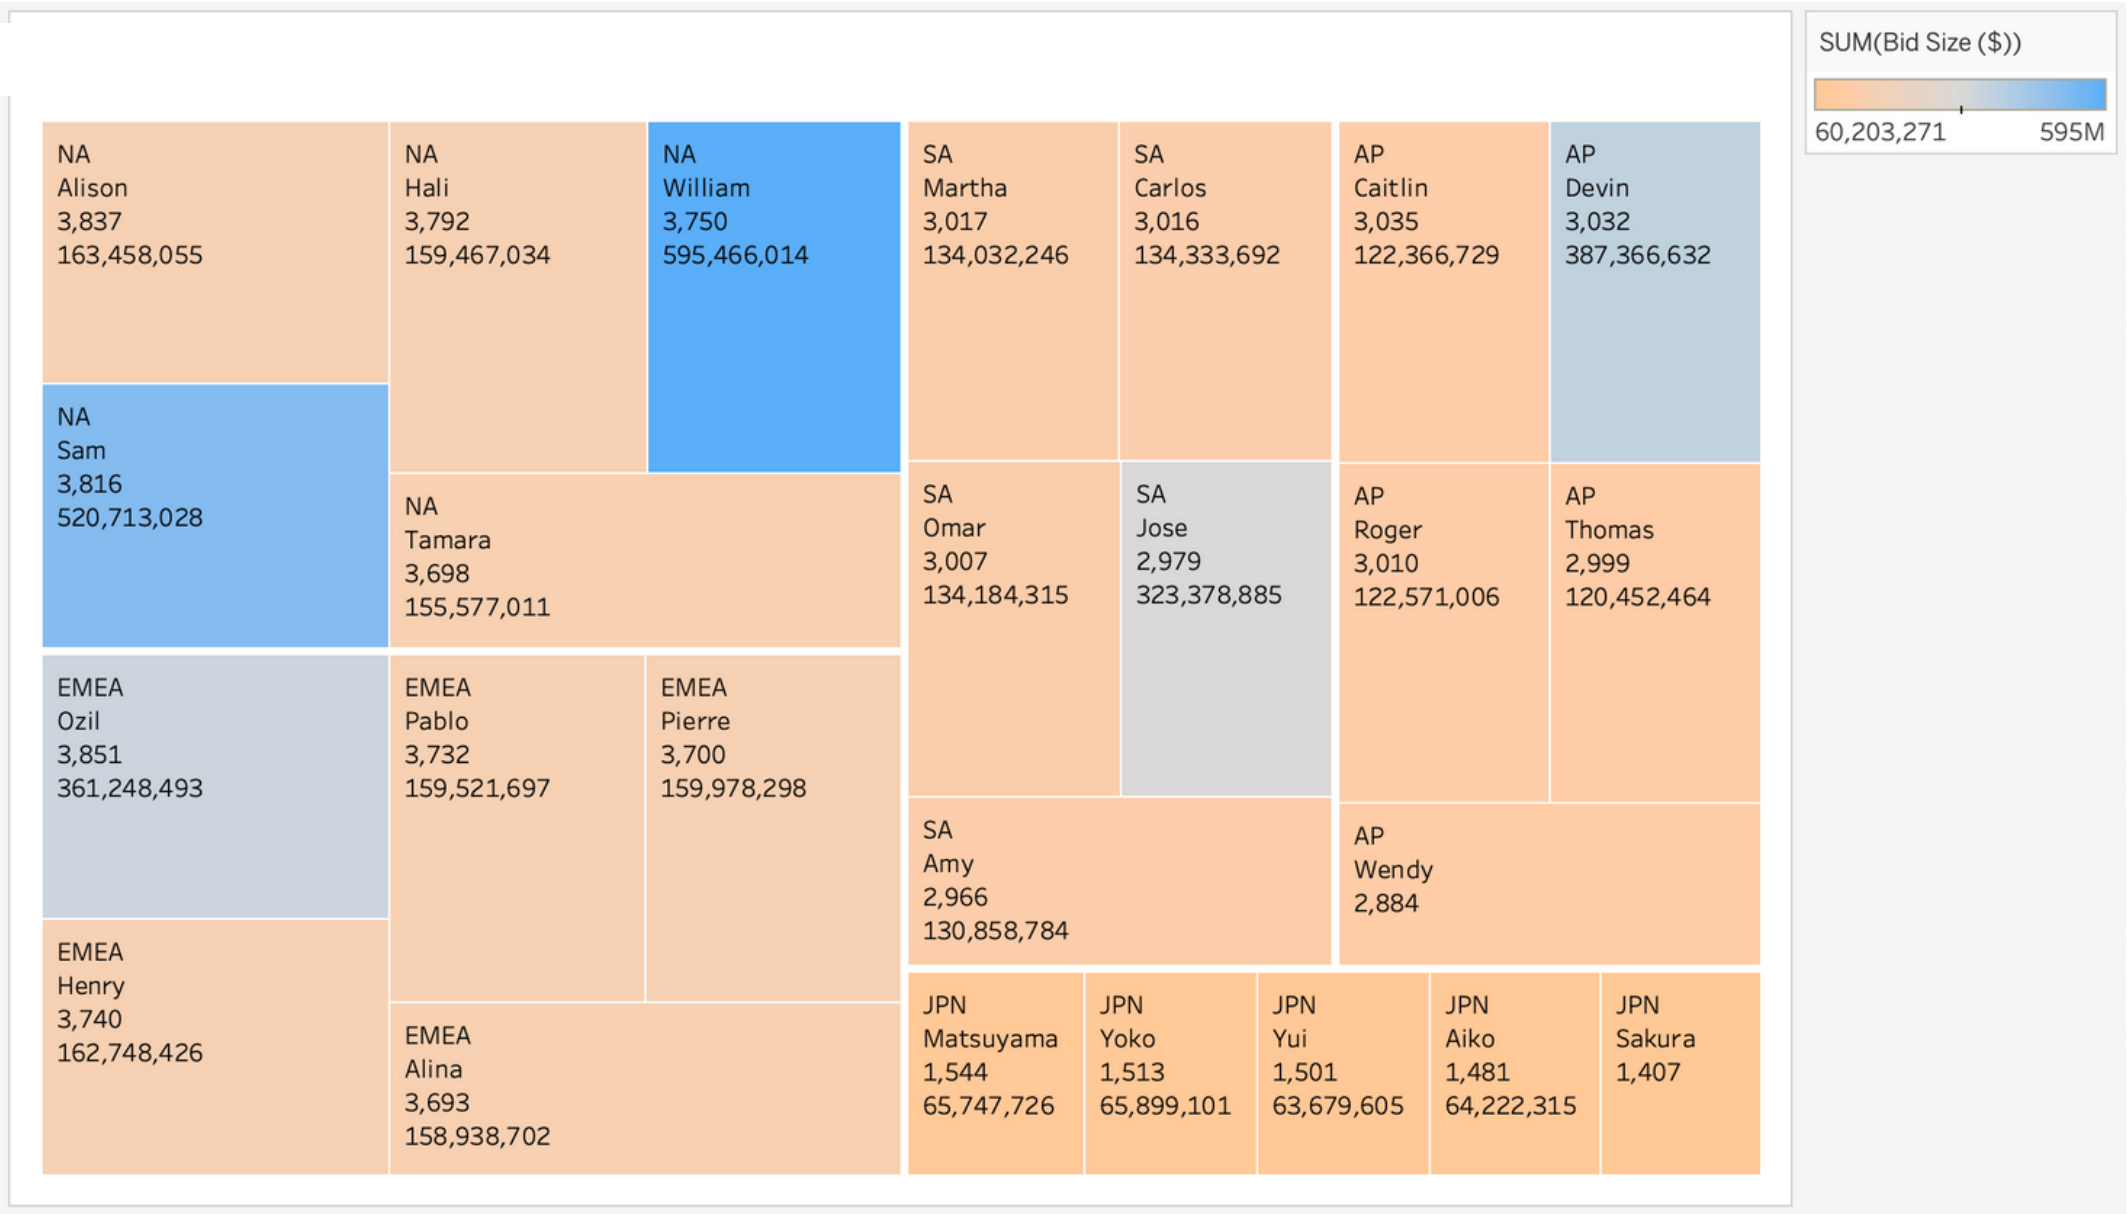 NA
Alison
3,837
163,458,055
NA
Hali
3,792
159,467,034
NA
William
3,750
595,466,014
NA
Sam
3,816
520,713,028
NA
Tamara
3,698
155,577,011
EMEA
Ozil
3,851
361,248,493
EMEA
Pablo
3,732
159,521,697
EMEA
Pierre
3,700
159,978,298
EMEA
Henry
3,740
162,748,426
EMEA
Alina
3,693
158,938,702
SA
Martha
3,017
134,032,246
SA
Carlos
3,016
134,333,692
SA
Omar
3,007
134,184,315
SA
Jose
2,979
323,378,885
SA
Amy
2,966
130,858,784
AP
Caitlin
3,035
122,366,729
AP
Devin
3,032
387,366,632
AP
Roger
3,010
122,571,006
AP
Thomas
2,999
120,452,464
AP
Wendy
2,884
JPN
Matsuyama
1,544
65,747,726
JPN
Yoko
1,513
65,899,101
JPN
Yui
1,501
63,679,605
JPN
Aiko
1,481
64,222,315
JPN
Sakura
1,407
SUM(Bid Size ($))
60,203,271 595M